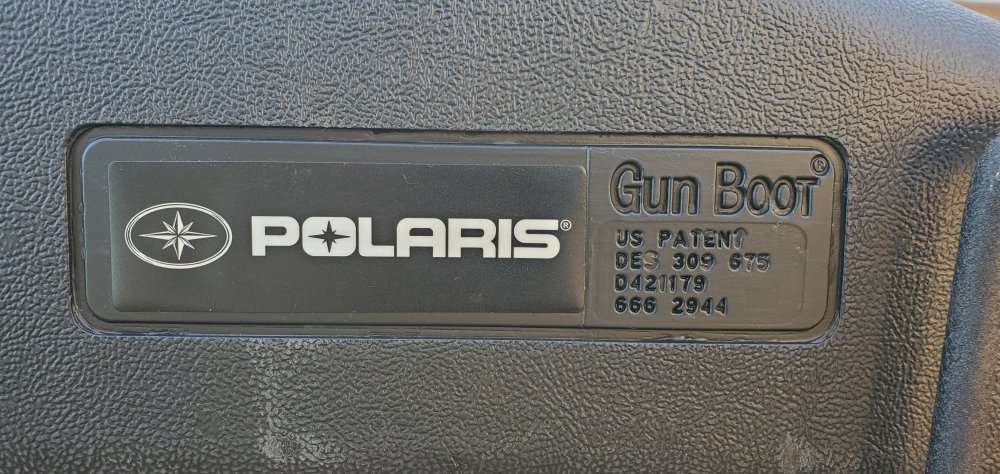 POLARIS®
GUN BOOT®
US PATENT
DES 309 675
D421179
666 2944